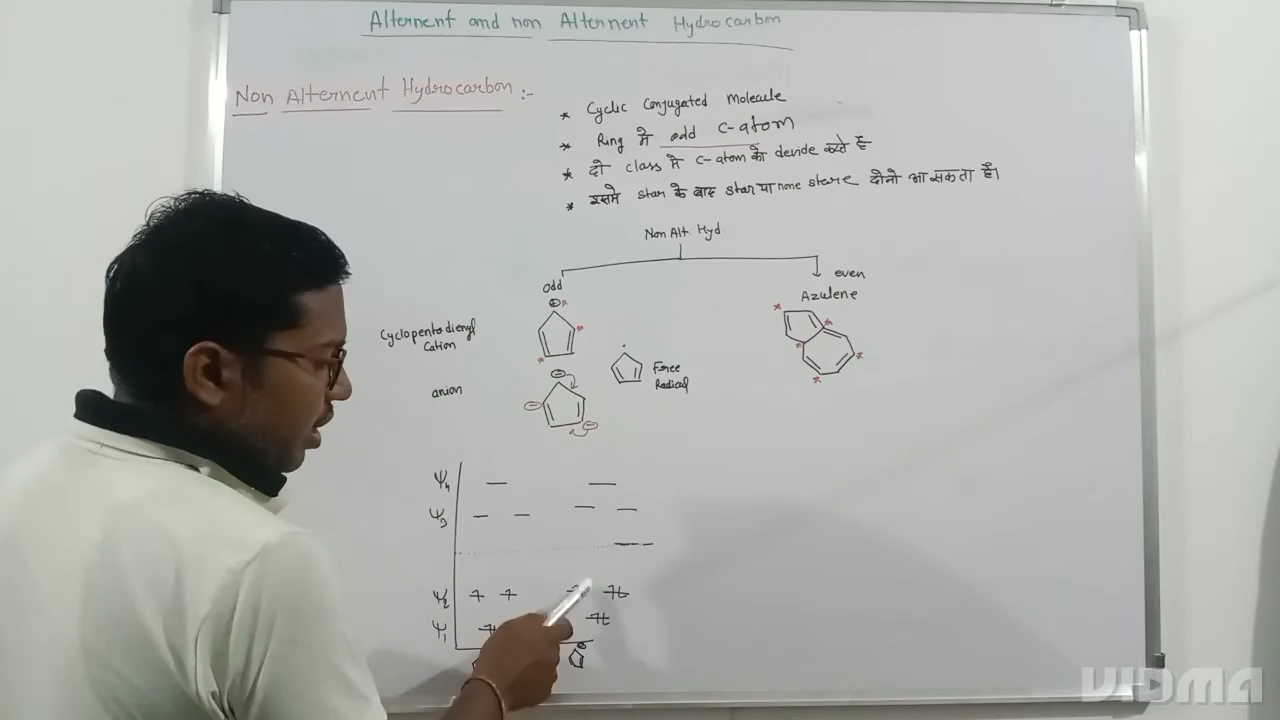 Alternent and non Alternent Hydrocarbon
Non Alternent Hydrocarbon :-
* Cyclic Conjugated Molecule
* Ring मे odd C-atom
* दो class मे C-atom को devide करते है
* इसमे star के बाद star या none stare दोनो आ सकता है।
Non Alt. Hyd.
odd
even
Azulene
Cyclopentadienyl
Cation
Free
Radical
anion
Ψ4
Ψ3
Ψ2
Ψ1
VIDMA